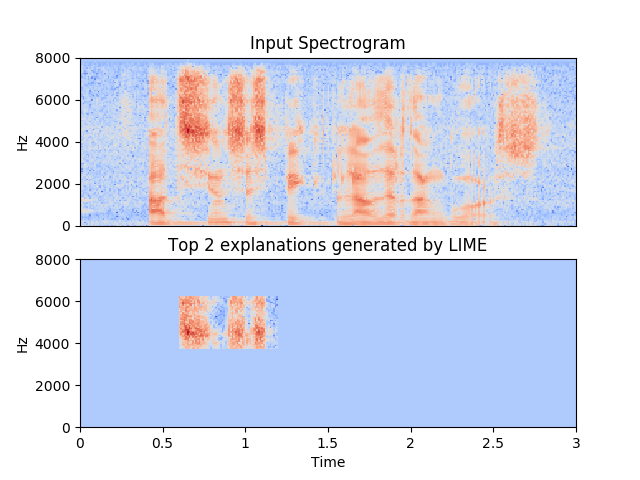 Input Spectrogram
8000
6000
4000
2000
0
Hz
Top 2 explanations generated by LIME
8000
6000
4000
2000
0
Hz
0 0.5 1 1.5 2 2.5 3
Time